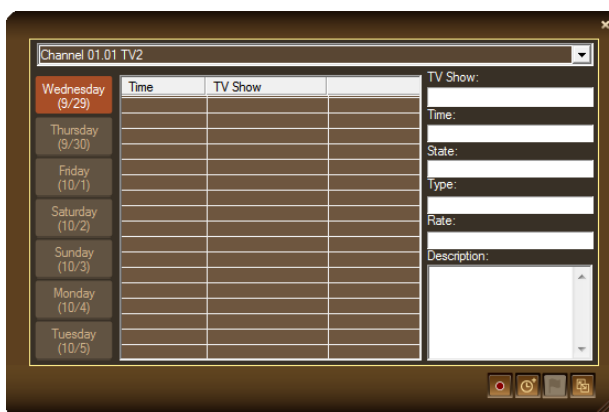 Channel 01.01 TV2
Wednesday
(9/29)
Thursday
(9/30)
Friday
(10/1)
Saturday
(10/2)
Sunday
(10/3)
Monday
(10/4)
Tuesday
(10/5)
Time TV Show
TV Show:
Time:
State:
Type:
Rate:
Description: